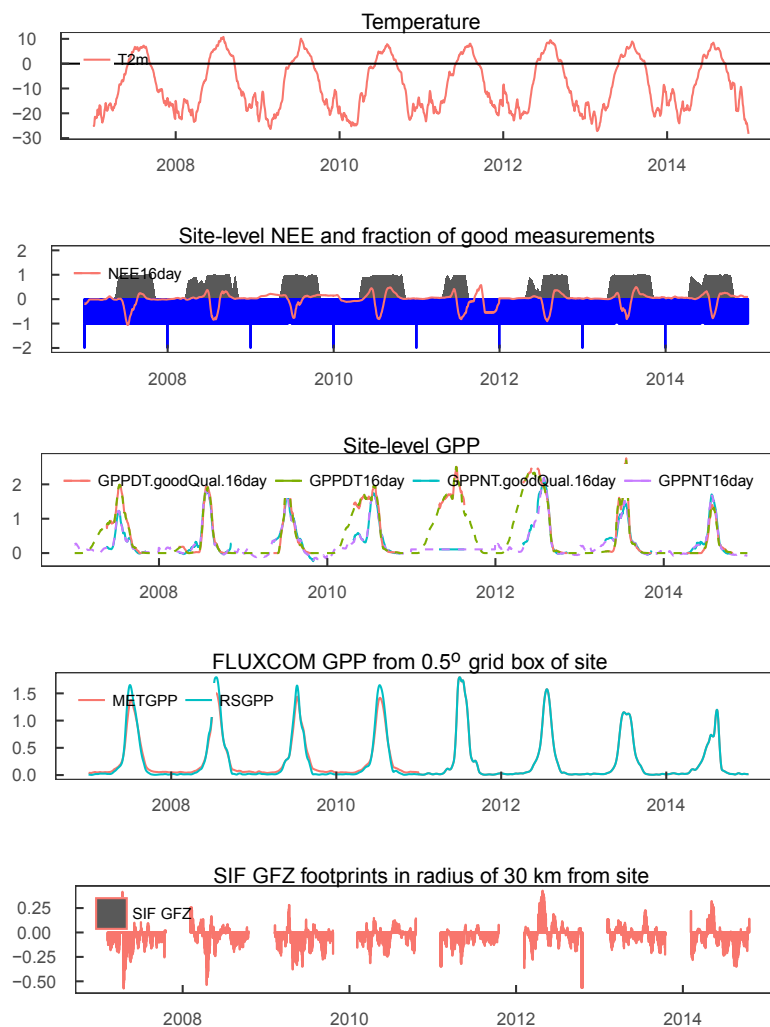 Temperature
10
0
−10
−20
−30
T2m
2008 2010 2012 2014
Site-level NEE and fraction of good measurements
2
1
0
−1
−2
NEE16day
2008 2010 2012 2014
Site-level GPP
2
1
0
GPPDT.goodQual.16day GPPDT16day GPPNT.goodQual.16day GPPNT16day
2008 2010 2012 2014
FLUXCOM GPP from 0.5o grid box of site
1.5
1.0
0.5
0.0
METGPP RSGPP
2008 2010 2012 2014
SIF GFZ footprints in radius of 30 km from site
0.25
0.00
−0.25
−0.50
SIF GFZ
2008 2010 2012 2014